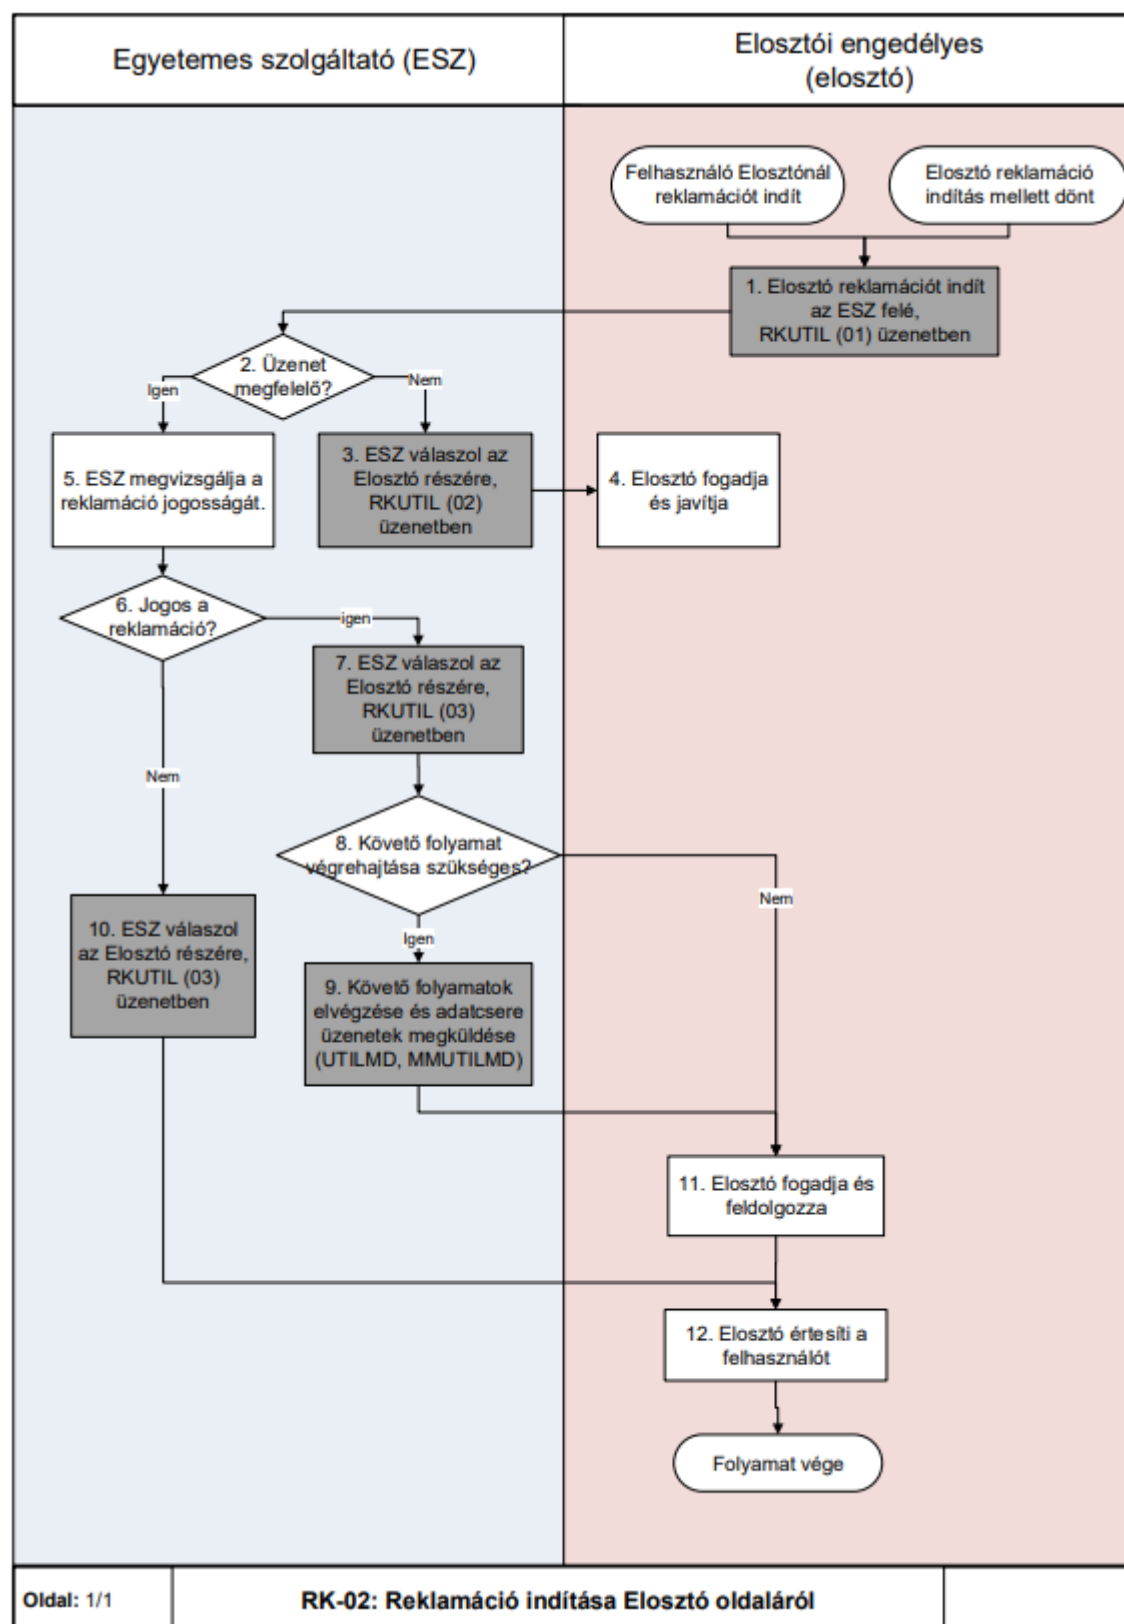 Egyetemes szolgáltató (ESZ)
Elosztói engedélyes
(elosztó)
Felhasználó Elosztónál
reklamációt indít
Elosztó reklamáció
indítás mellett dönt
1. Elosztó reklamációt indít
az ESZ felé,
RKUTIL (01) üzenetben
2. Üzenet
megfelelő?
Igen
Nem
5. ESZ megvizsgálja a
reklamáció jogosságát.
3. ESZ válaszol az
Elosztó részére,
RKUTIL (02)
üzenetben
4. Elosztó fogadja
és javítja
6. Jogos a
reklamáció?
igen
7. ESZ válaszol az
Elosztó részére,
RKUTIL (03)
üzenetben
Nem
8. Követő folyamat
végrehajtása szükséges?
Nem
Igen
10. ESZ válaszol
az Elosztó részére,
RKUTIL (03)
üzenetben
9. Követő folyamatok
elvégzése és adatcsere
üzenetek megküldése
(UTILMD, MMUTILMD)
11. Elosztó fogadja és
feldolgozza
12. Elosztó értesíti a
felhasználót
Folyamat vége
Oldal: 1/1
RK-02: Reklamáció indítása Elosztó oldaláról